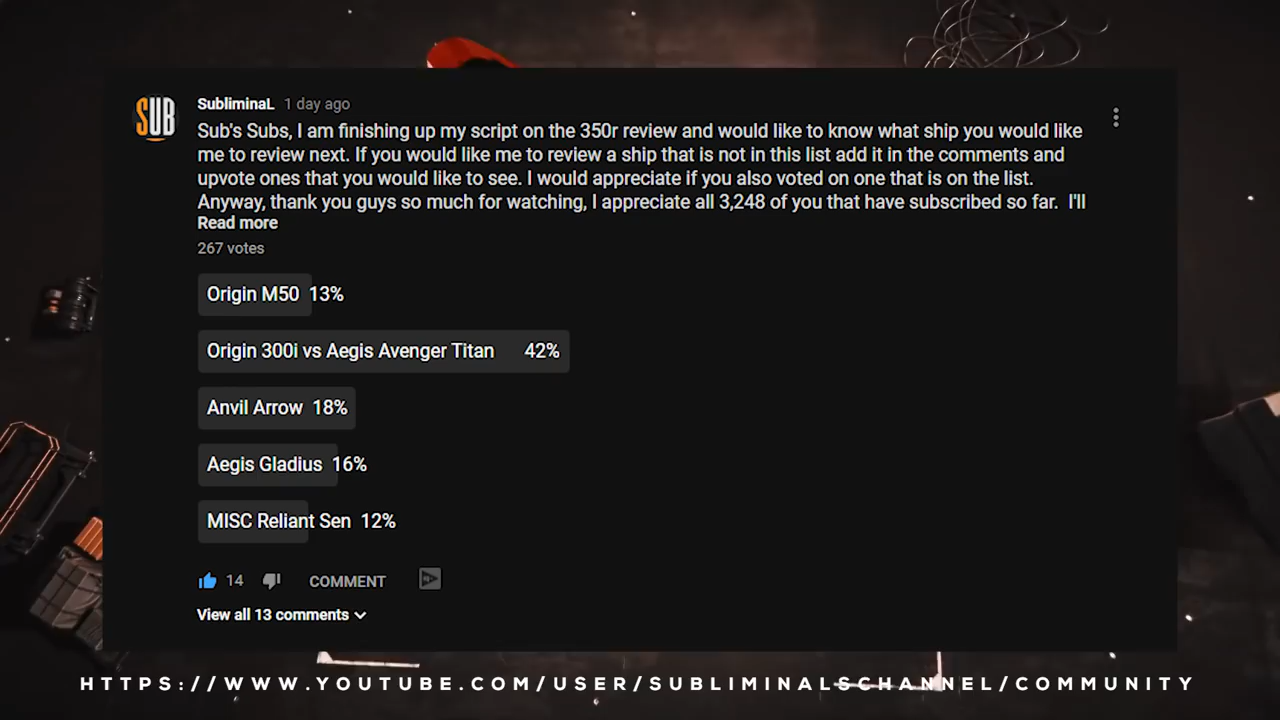 SUB
SubliminaL 1 day ago
Sub's Subs, I am finishing up my script on the 350r review and would like to know what ship you would like
me to review next. If you would like me to review a ship that is not in this list add it in the comments and
upvote ones that you would like to see. I would appreciate if you also voted on one that is on the list.
Anyway, thank you guys so much for watching, I appreciate all 3,248 of you that have subscribed so far. I'll
Read more
267 votes
Origin M50 13%
Origin 300i vs Aegis Avenger Titan 42%
Anvil Arrow 18%
Aegis Gladius 16%
MISC Reliant Sen 12%
14 COMMENT
View all 13 comments
HTTPS://WWW.YOUTUBE.COM/USER/SUBLIMINALSCHANNEL/COMMUNITY